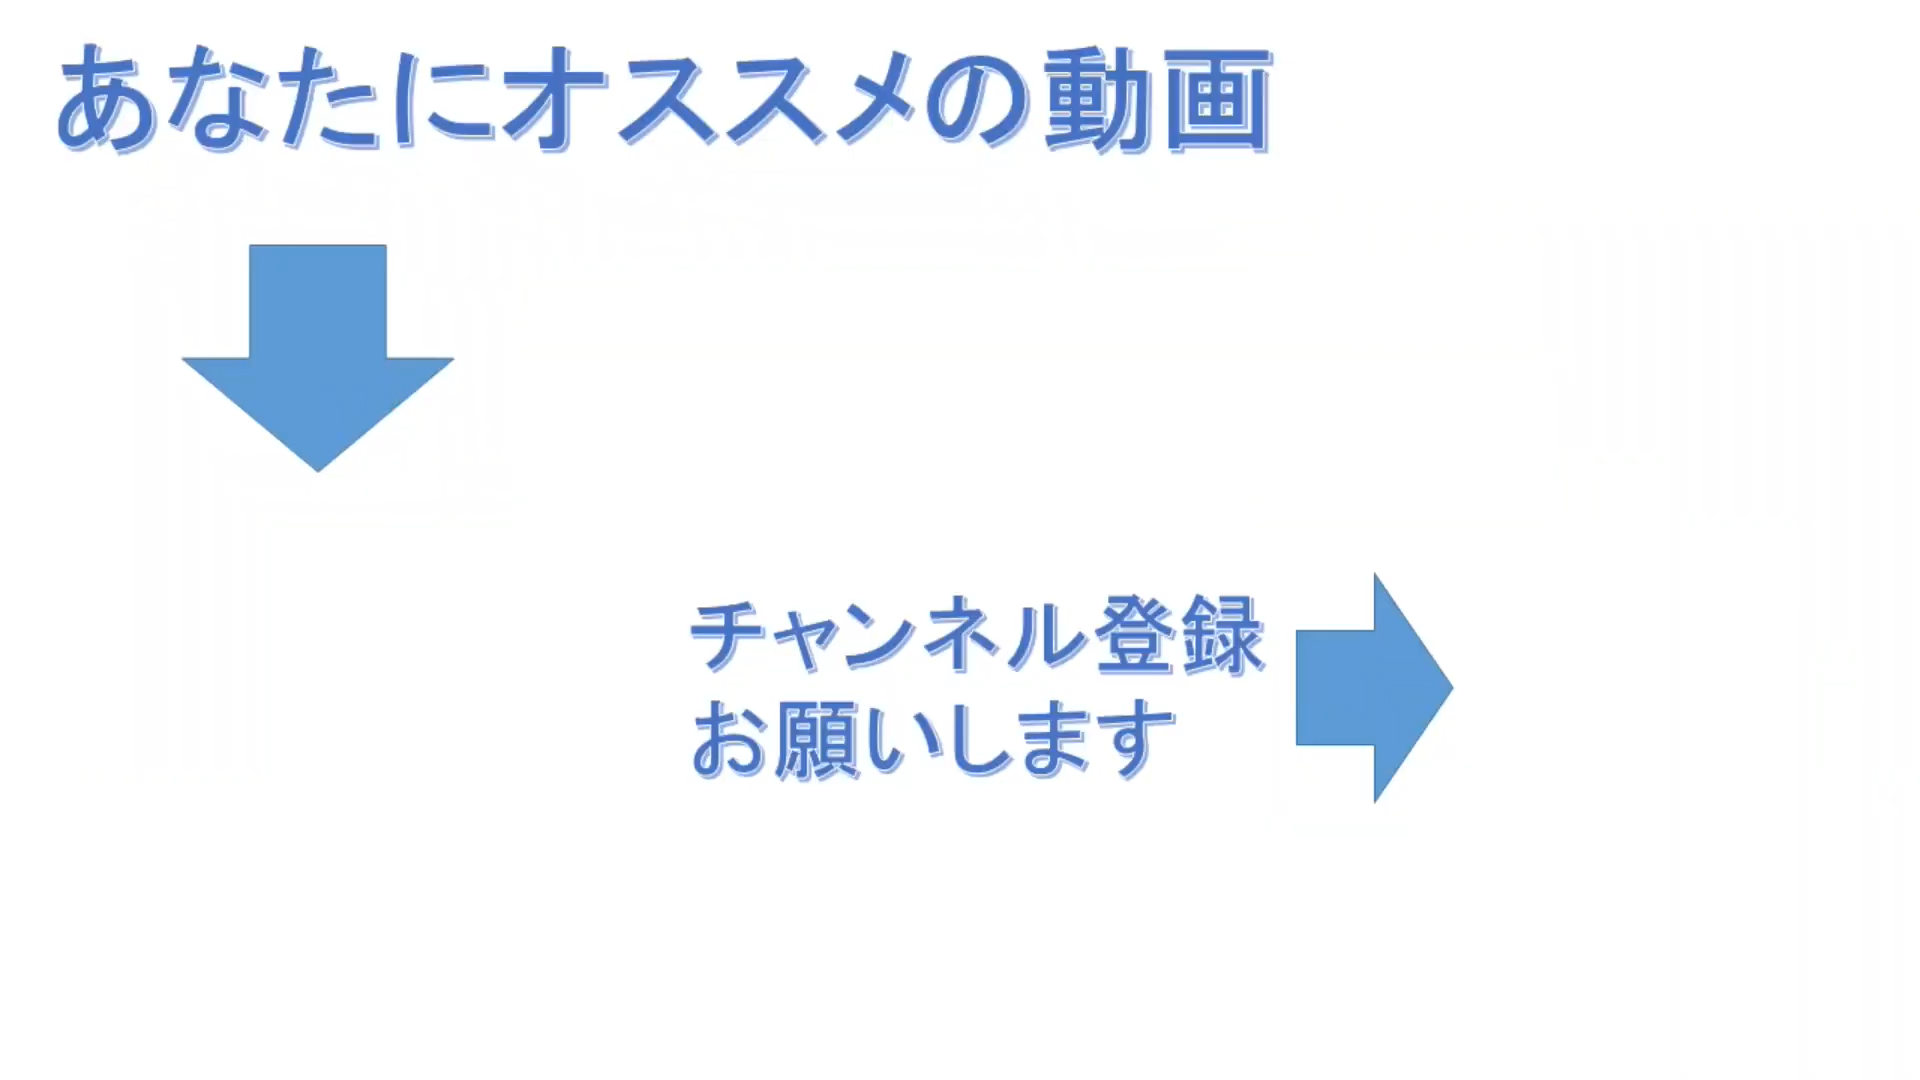 あなたにオススメの動画
チャンネル登録
お願いします